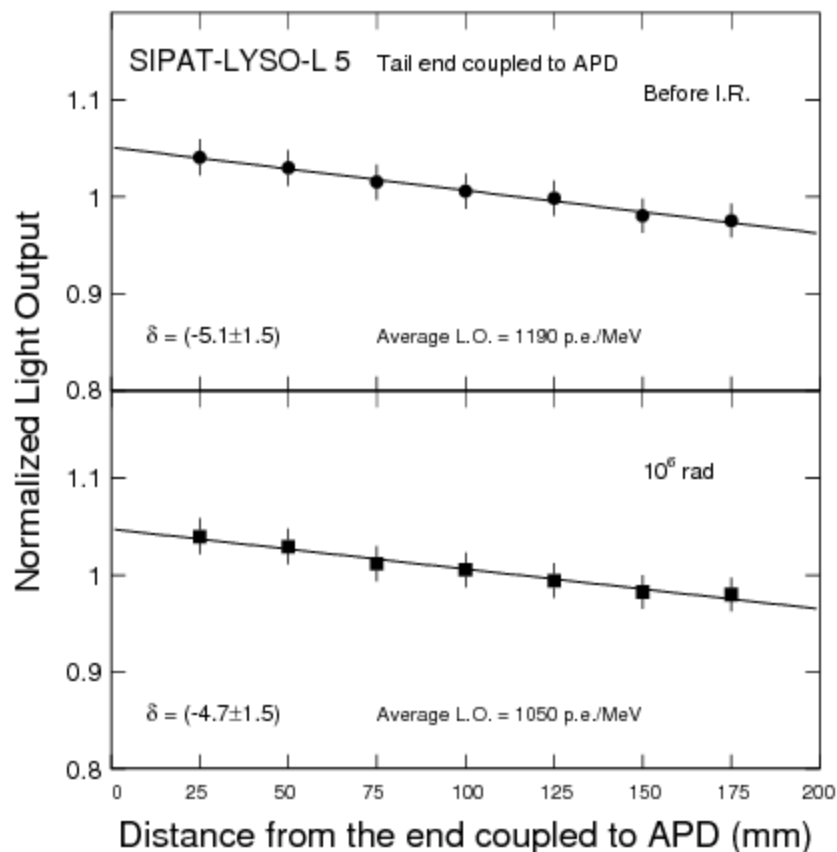 SIPAT-LYSO-L 5 Tail end coupled to APD
Before I.R.
1.1
1
0.9
0.8
δ = (-5.1±1.5) Average L.O. = 1190 p.e./MeV
10⁶ rad
1.1
1
0.9
0.8
δ = (-4.7±1.5) Average L.O. = 1050 p.e./MeV
0 25 50 75 100 125 150 175 200
Distance from the end coupled to APD (mm)
Normalized Light Output